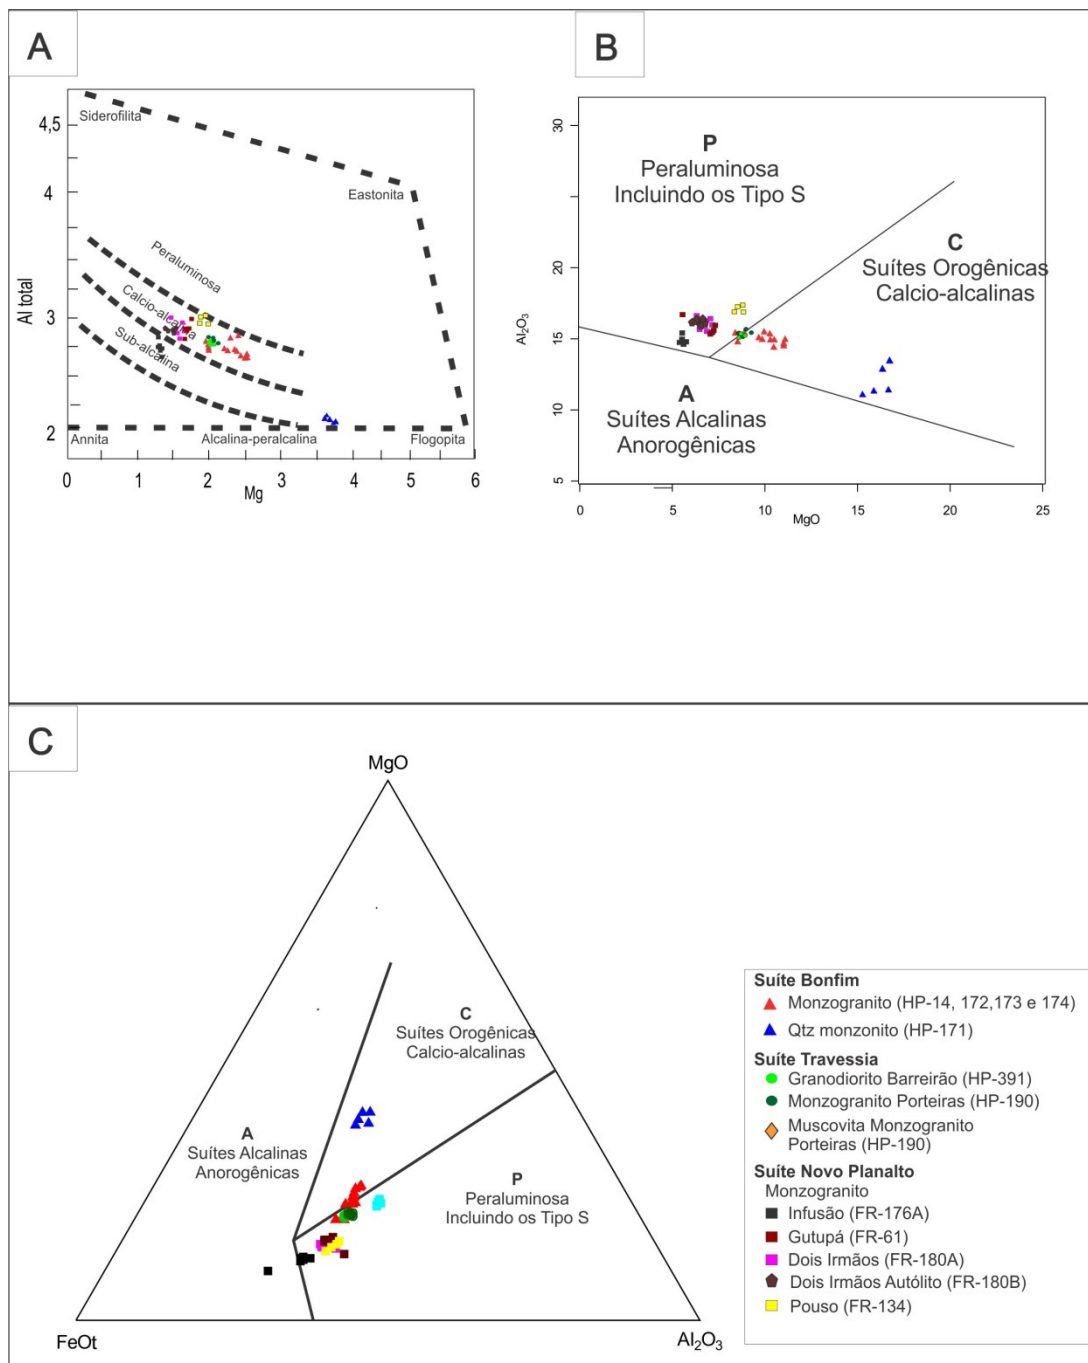 A
Siderofilita
4,5
4
Eastonita
Peraluminosa
Calcio-alcalina
Sub-alcalina
Al total
3
2
Annita
Alcalina-peralcalina
Flogopita
0
1
2
3
4
5
6
Mg
B
30
P
Peraluminosa
Incluindo os Tipo S
20
C
Suítes Orogênicas
Calcio-alcalinas
Al₂O₃
15
10
A
Suítes Alcalinas
Anorogênicas
5
0
5
10
15
20
25
MgO
C
MgO
C
Suítes Orogênicas
Calcio-alcalinas
A
Suítes Alcalinas
Anorogênicas
P
Peraluminosa
Incluindo os Tipo S
FeOt
Al₂O₃
Suíte Bonfim
Monzogranito (HP-14, 172,173 e 174)
Qtz monzonito (HP-171)
Suíte Travessia
Granodiorito Barreirão (HP-391)
Monzogranito Porteiras (HP-190)
Muscovita Monzogranito
Porteiras (HP-190)
Suíte Novo Planalto
Monzogranito
Infusão (FR-176A)
Gutupá (FR-61)
Dois Irmãos (FR-180A)
Dois Irmãos Autólito (FR-180B)
Pouso (FR-134)